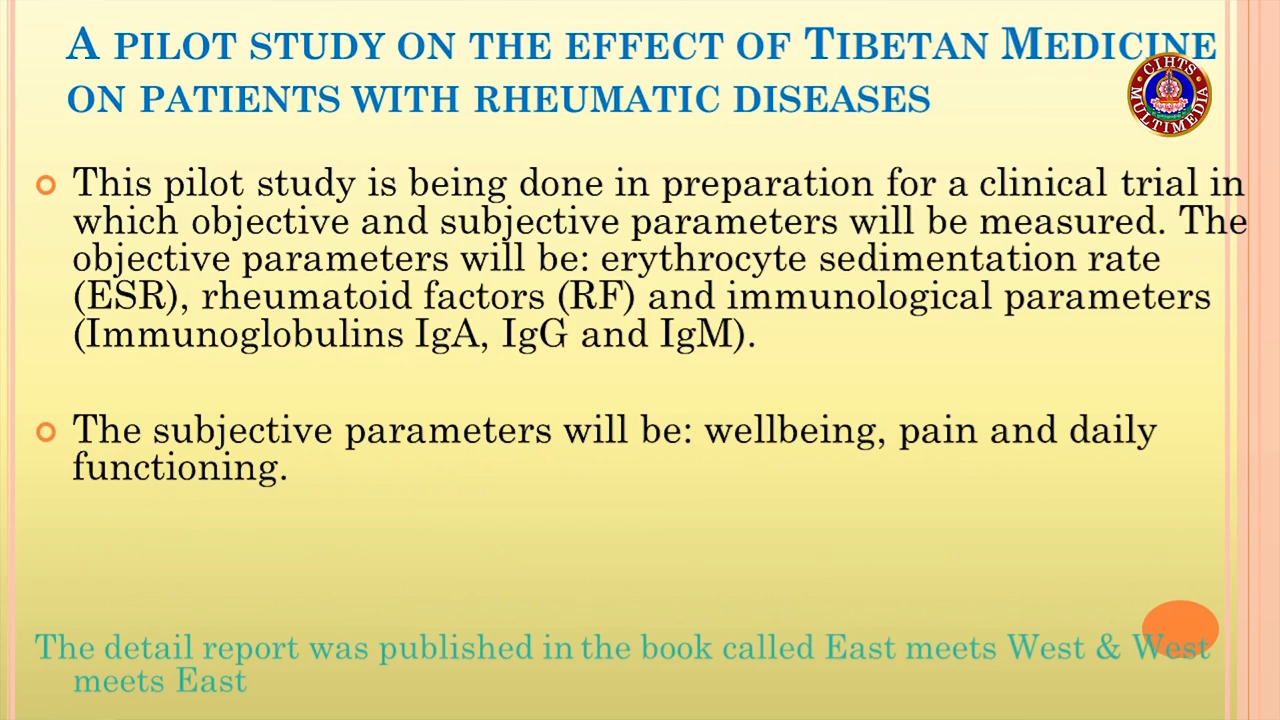 A PILOT STUDY ON THE EFFECT OF TIBETAN MEDICINE
ON PATIENTS WITH RHEUMATIC DISEASES
CIHTS
MULTIMEDIA
This pilot study is being done in preparation for a clinical trial in
which objective and subjective parameters will be measured. The
objective parameters will be: erythrocyte sedimentation rate
(ESR), rheumatoid factors (RF) and immunological parameters
(Immunoglobulins IgA, IgG and IgM).
The subjective parameters will be: wellbeing, pain and daily
functioning.
The detail report was published in the book called East meets West & West
meets East